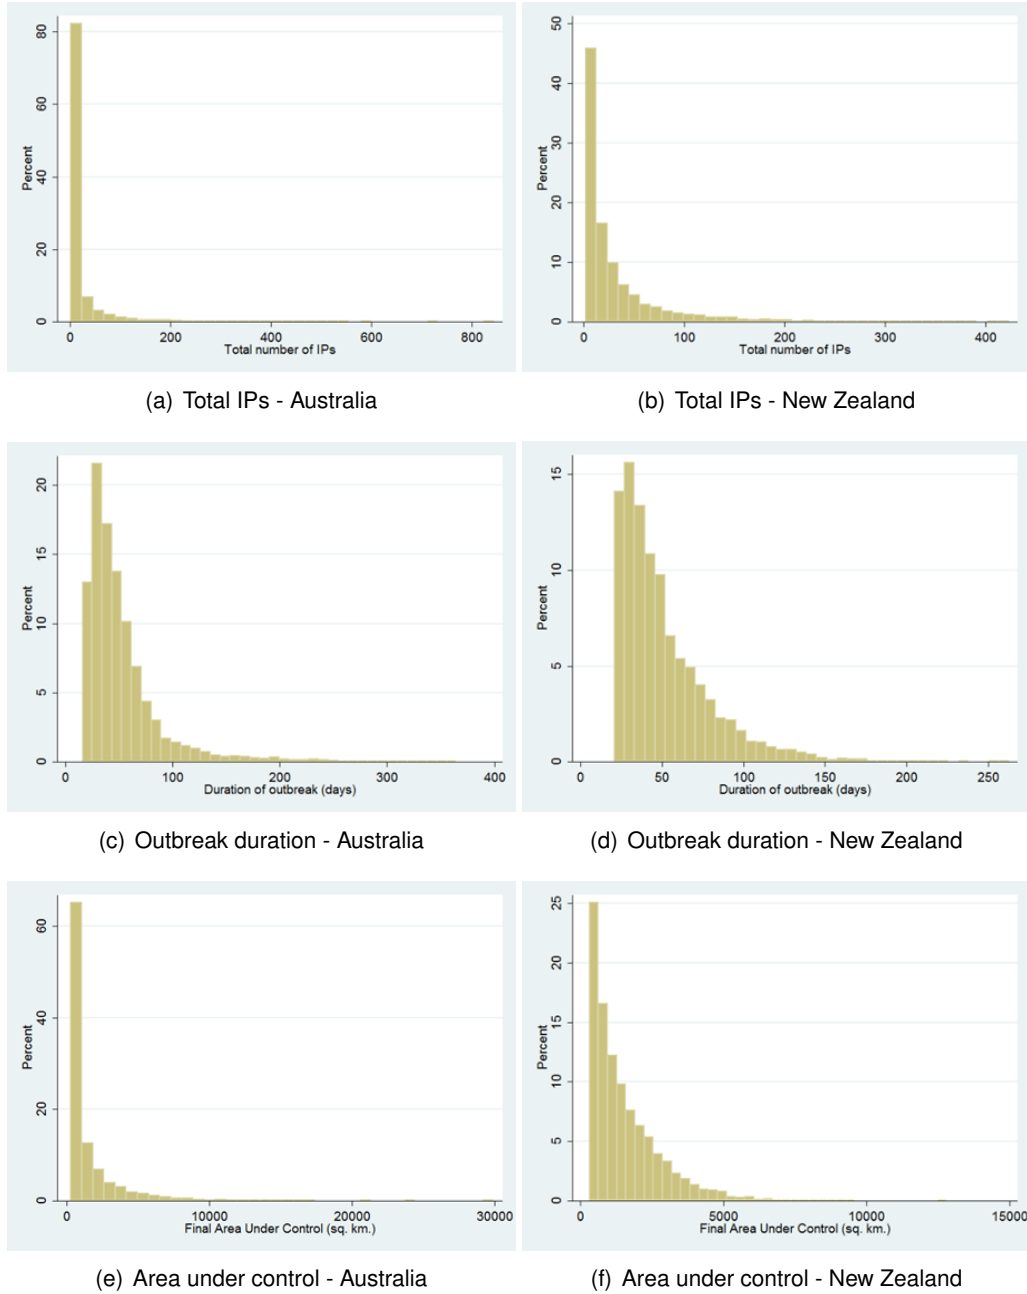 80
60
40
20
0
Percent
0 200 400 600 800
Total number of IPs
(a) Total IPs - Australia
50
40
30
20
10
0
Percent
0 100 200 300 400
Total number of IPs
(b) Total IPs - New Zealand
20
15
10
5
0
Percent
0 100 200 300 400
Duration of outbreak (days)
(c) Outbreak duration - Australia
15
10
5
0
Percent
0 50 100 150 200 250
Duration of outbreak (days)
(d) Outbreak duration - New Zealand
60
40
20
0
Percent
0 10000 20000 30000
Final Area Under Control (sq. km.)
(e) Area under control - Australia
25
20
15
10
5
0
Percent
0 5000 10000 15000
Final Area Under Control (sq. km.)
(f) Area under control - New Zealand